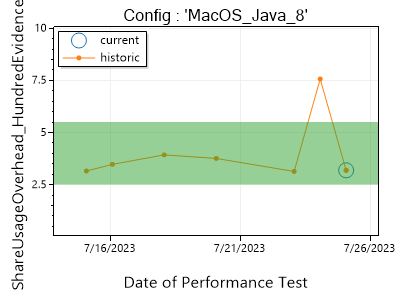 Config : 'MacOS_Java_8'
ShareUsageOverhead_HundredEvidence
current
historic
10
7.5
5
2.5
7/16/2023
7/21/2023
7/26/2023
Date of Performance Test